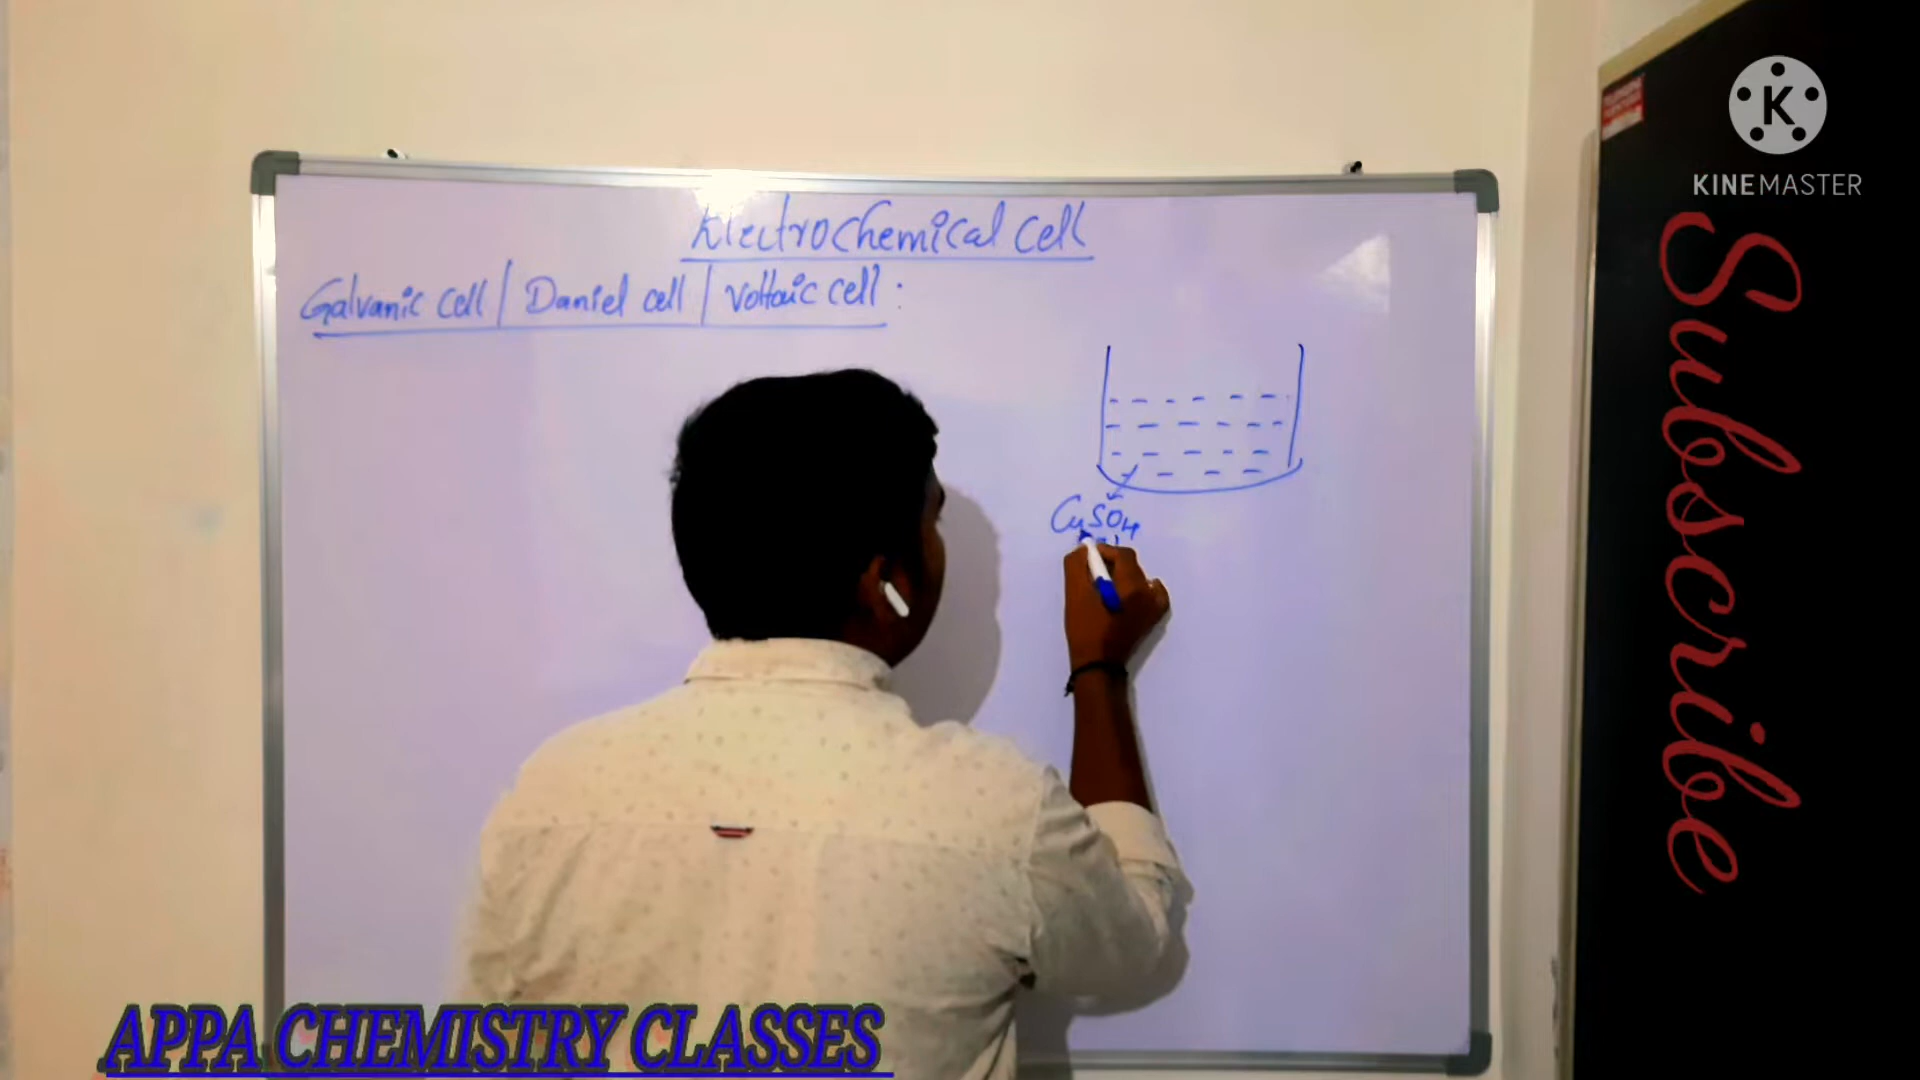 Electrochemical Cell
Galvanic cell / Daniel cell / Voltaic cell :
CuSO4
KINEMASTER
Subscribe
APPA CHEMISTRY CLASSES